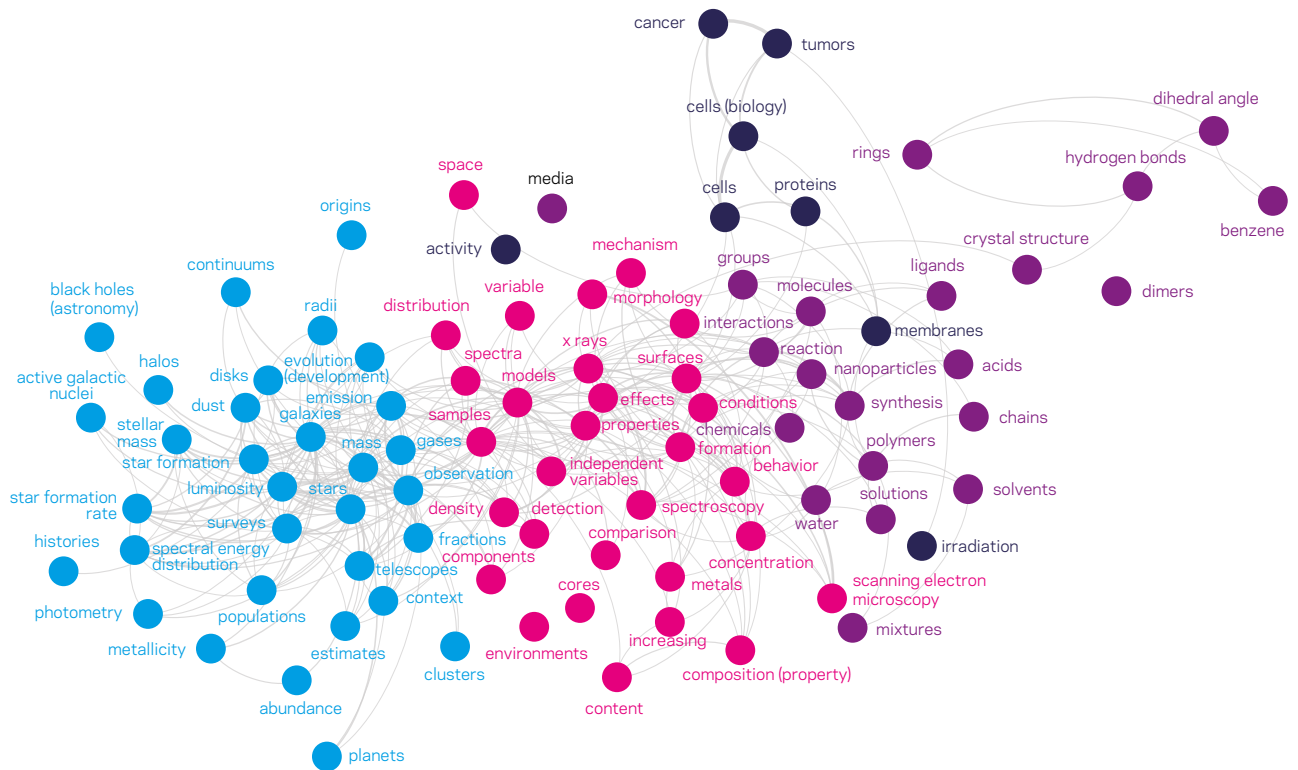 cancer
tumors
cells (biology)
dihedral angle
rings
hydrogen bonds
space
media
cells
proteins
origins
benzene
activity
mechanism
crystal structure
continuums
groups
ligands
black holes
(astronomy)
variable
molecules
dimers
distribution
morphology
radii
interactions
membranes
x rays
spectra
surfaces
reaction
halos
evolution
(development)
disks
models
nanoparticles
acids
active galactic
nuclei
emission
effects
conditions
synthesis
dust
galaxies
samples
properties
chemicals
chains
stellar
mass
mass
gases
formation
polymers
star formation
independent
variables
behavior
observation
luminosity
stars
solutions
solvents
star formation
rate
density
detection
spectroscopy
water
surveys
comparison
histories
fractions
irradiation
spectral energy
distribution
components
concentration
telescopes
cores
metals
scanning electron
microscopy
context
photometry
populations
mixtures
increasing
metallicity
estimates
environments
clusters
composition (property)
abundance
content
planets